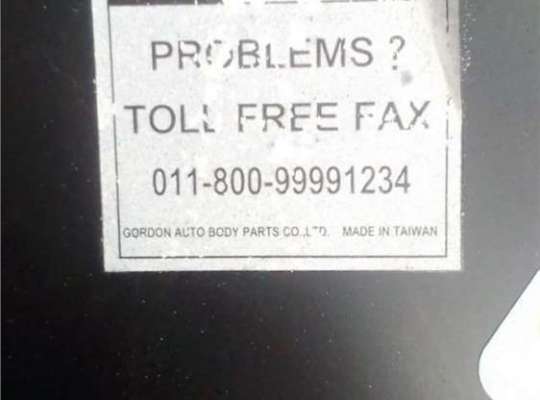 PROBLEMS ?
TOLL FREE FAX
011-800-99991234
GORDON AUTO BODY PARTS CO.,LTD. MADE IN TAIWAN